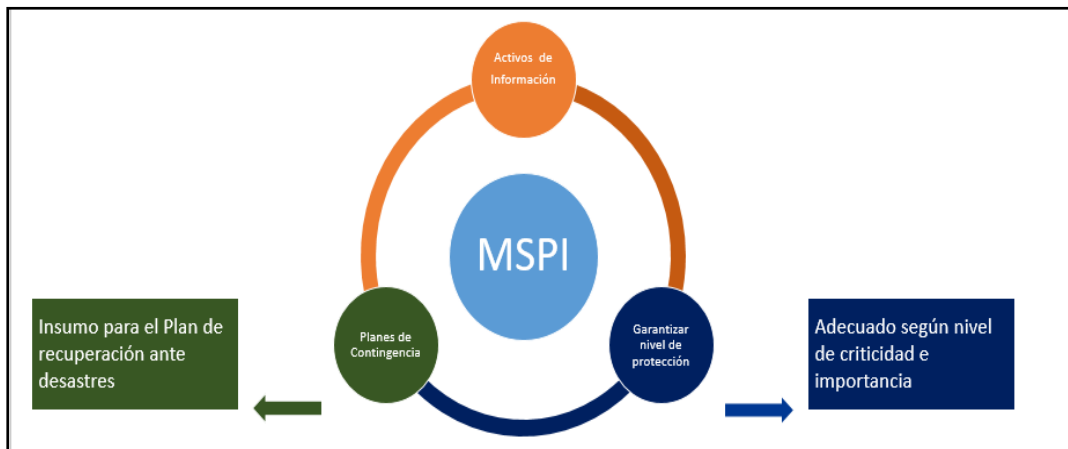 Activos de
Información
MSPI
Insumo para el Plan de
recuperación ante
desastres
Planes de
Contingencia
Garantizar
nivel de
protección
Adecuado según nivel
de criticidad e
importancia